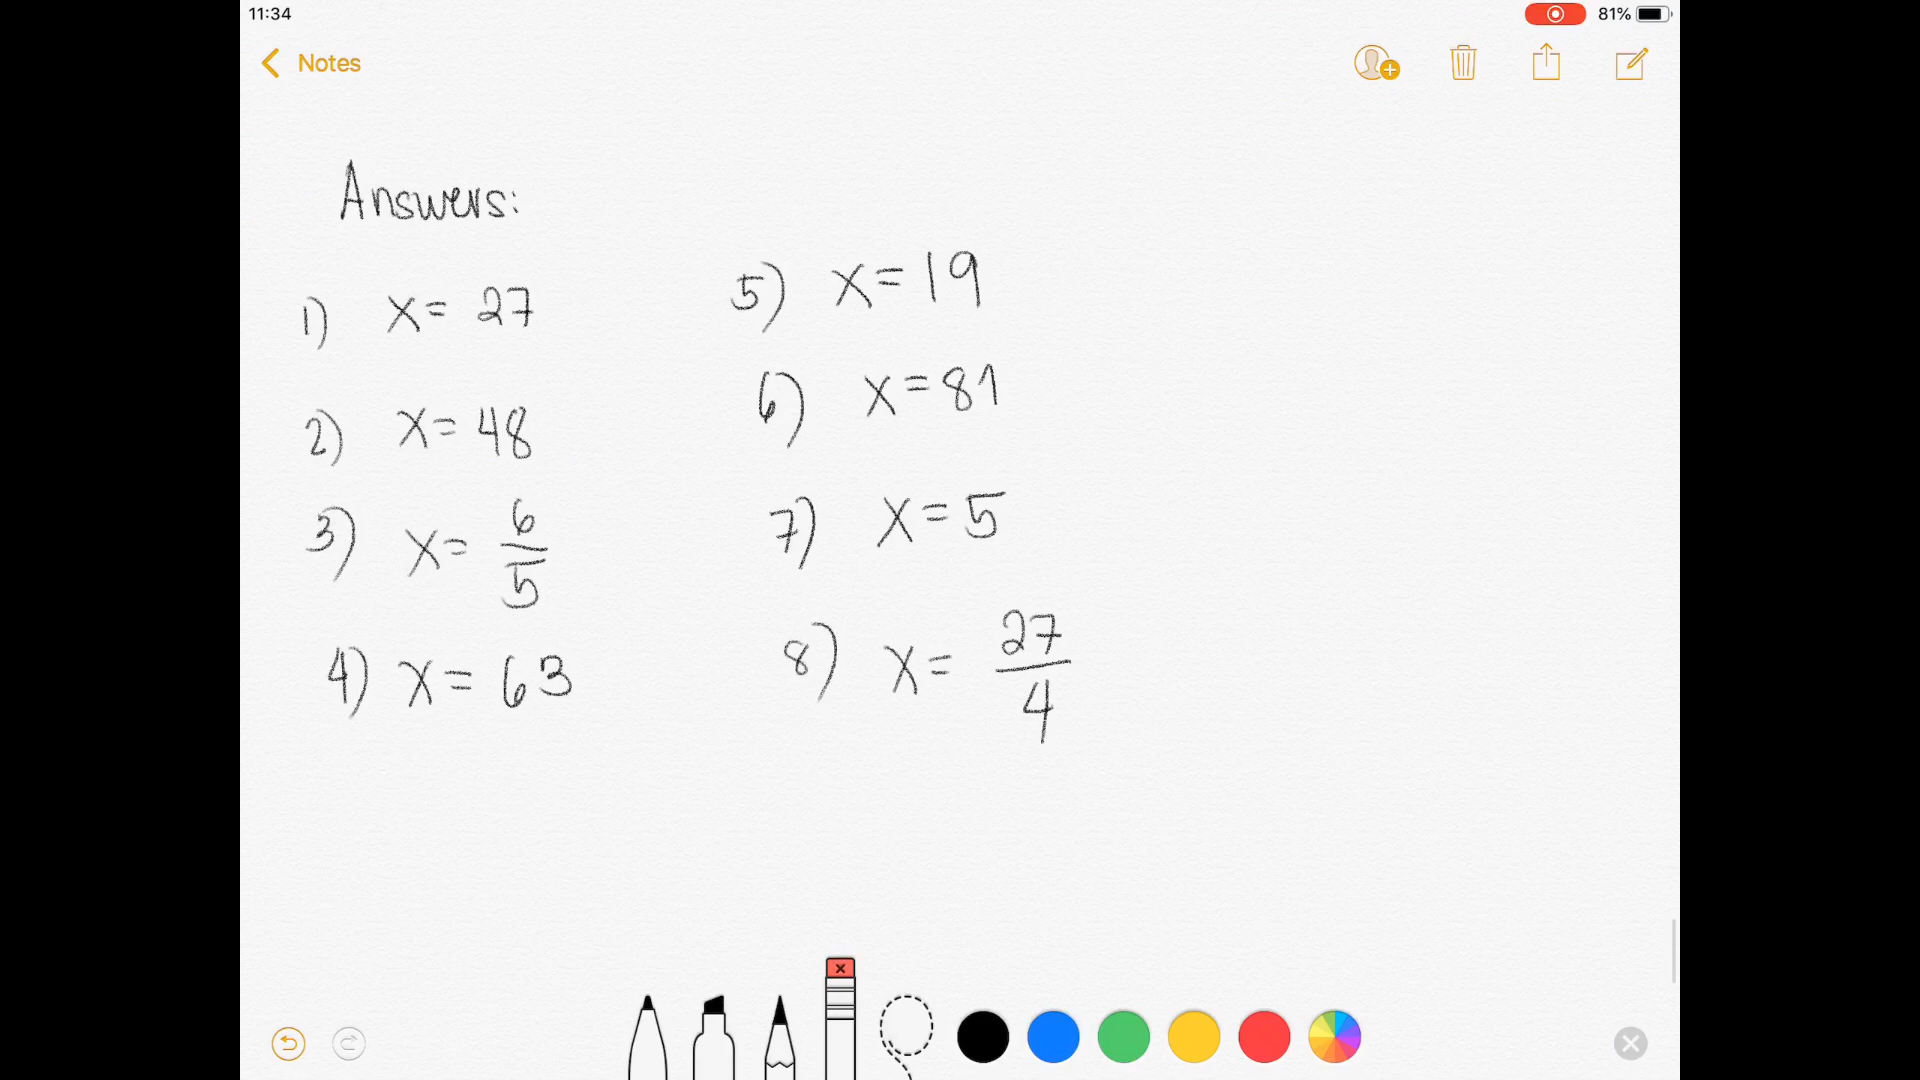 11:34
81%
Notes
Answers:
1) x= 27
2) x= 48
3) x= 6/5
4) x= 63
5) x= 19
6) x= 81
7) x= 5
8) x= 27/4